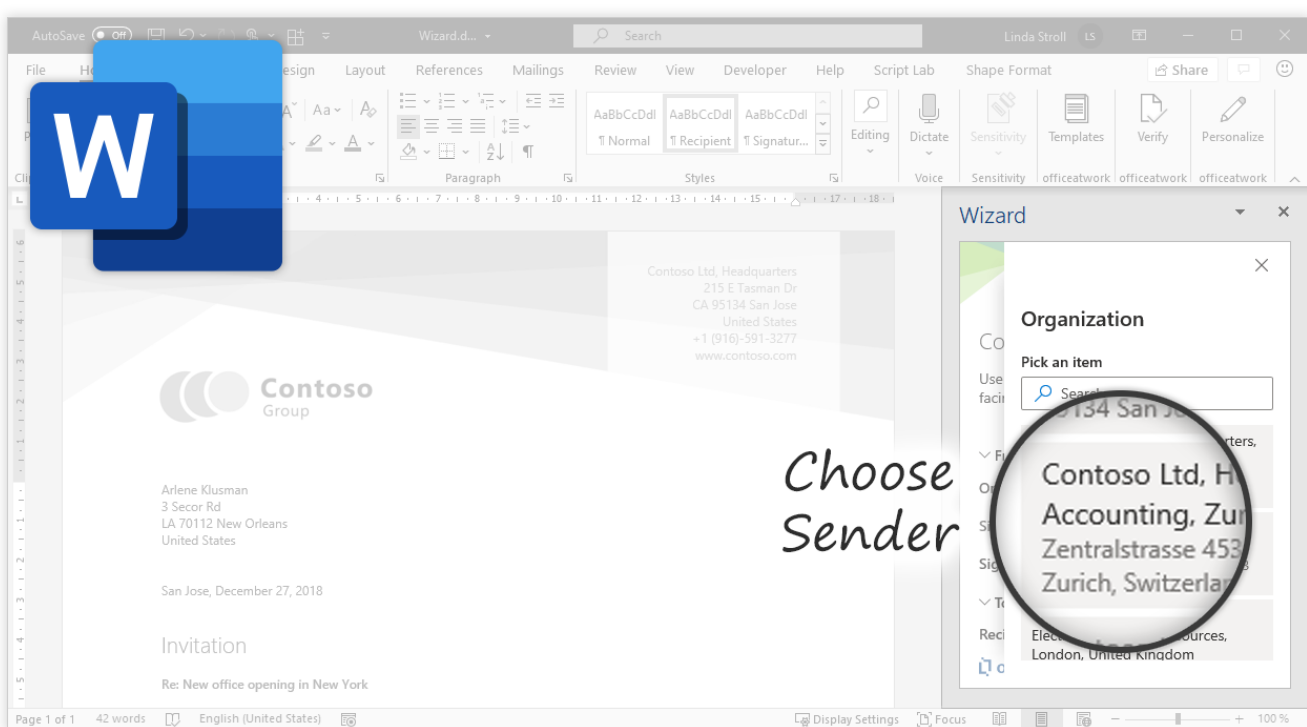 AutoSave Off Wizard.d... Search Linda Stroll LS
File Design Layout References Mailings Review View Developer Help Script Lab Shape Format Share
Aa
AaBbCcDdI AaBbCcDdI AaBbCcDdI
¶ Normal ¶ Recipient ¶ Signatur...
Editing Dictate Sensitivity Templates Verify Personalize
Paragraph Styles Voice Sensitivity officeatwork officeatwork officeatwork
W
Wizard
Contoso Ltd, Headquarters
215 E Tasman Dr
CA 95134 San Jose
United States
+1 (916)-591-3277
www.contoso.com
Contoso
Group
Arlene Klusman
3 Secor Rd
LA 70112 New Orleans
United States
San Jose, December 27, 2018
Invitation
Re: New office opening in New York
Choose
Sender
Organization
Pick an item
Search
Contoso Ltd,
Accounting,
Zentralstrasse 453
Zurich,
London, United Kingdom
Page 1 of 1 42 words English (United States) Display Settings Focus 100 %